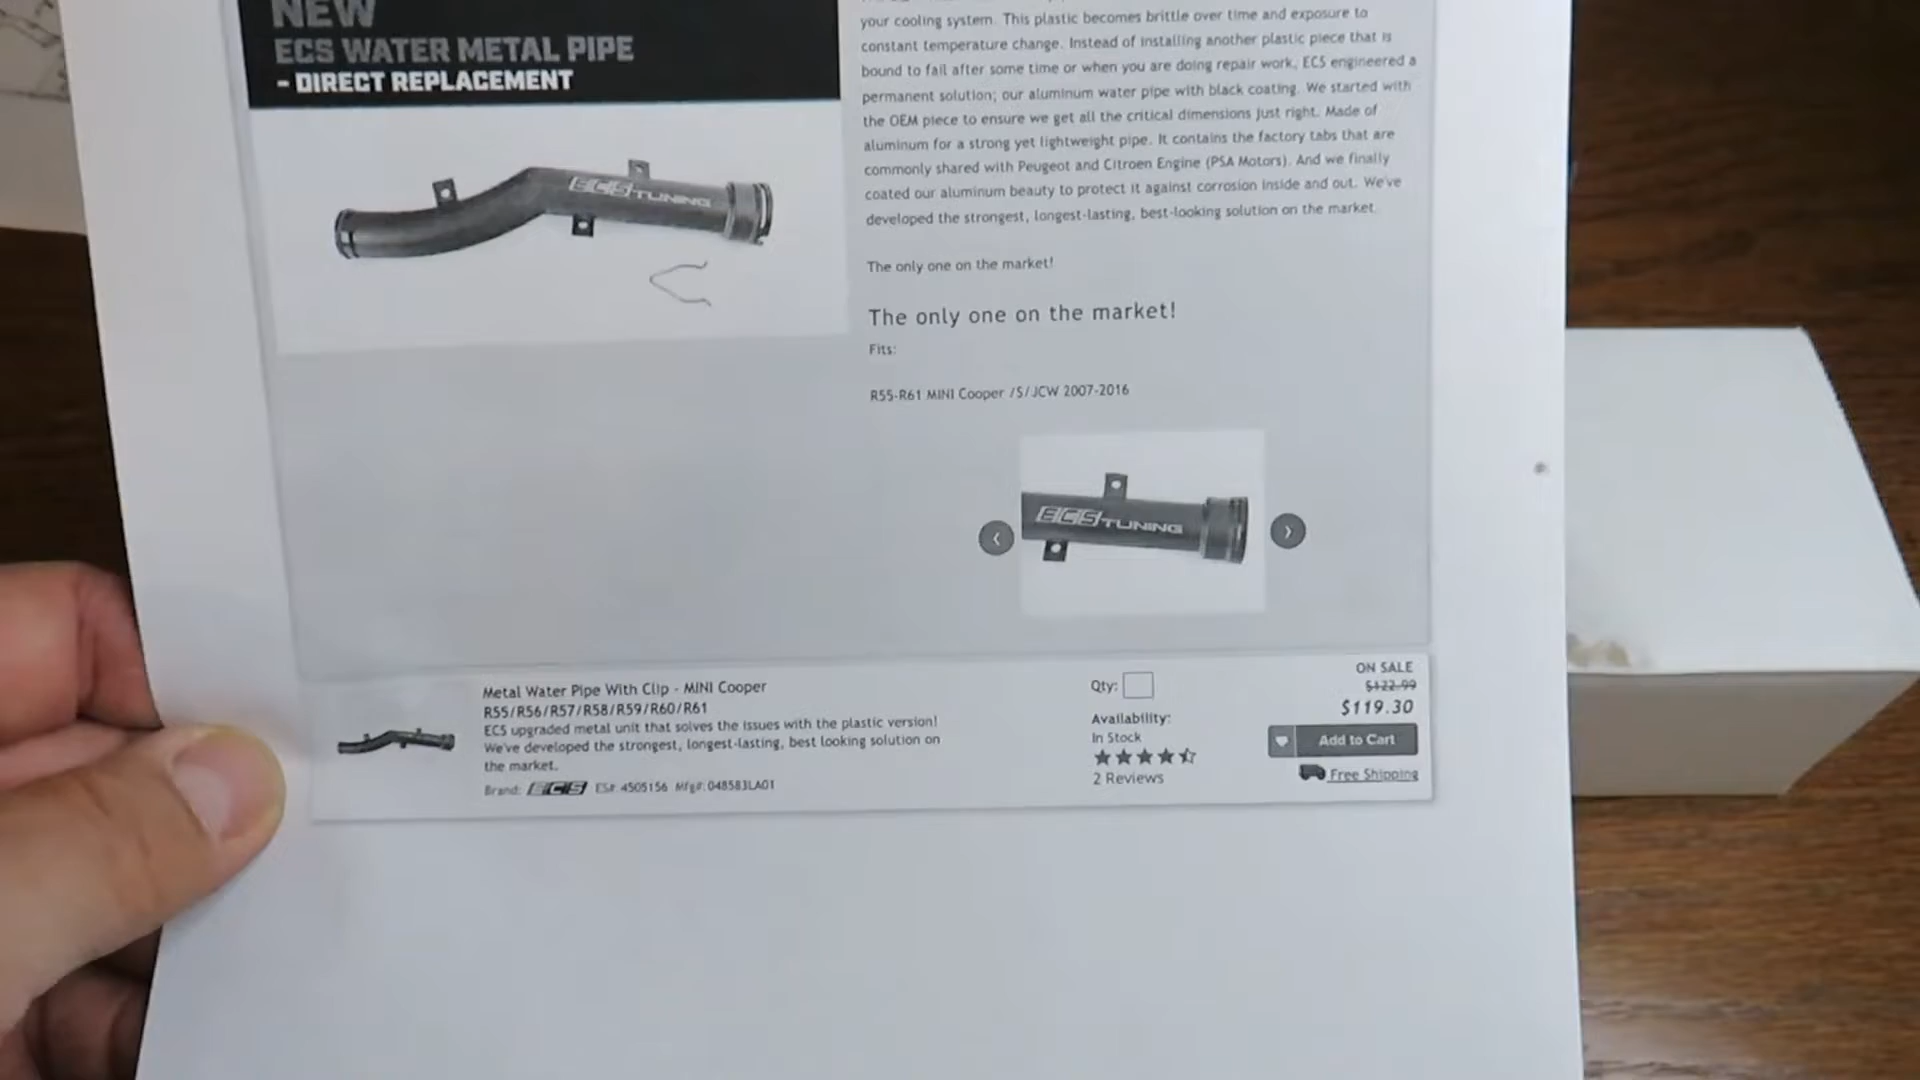 NEW
ECS WATER METAL PIPE
- DIRECT REPLACEMENT
ECS TUNING
your cooling system. This plastic becomes brittle over time and exposure to
constant temperature change. Instead of installing another plastic piece that is
bound to fail after some time or when you are doing repair work, ECS engineered a
permanent solution; our aluminum water pipe with black coating. We started with
the OEM piece to ensure we get all the critical dimensions just right. Made of
aluminum for a strong yet lightweight pipe. It contains the factory tabs that are
commonly shared with Peugeot and Citroen Engine (PSA Motors). And we finally
coated our aluminum beauty to protect it against corrosion inside and out. We've
developed the strongest, longest-lasting, best-looking solution on the market.
The only one on the market!
The only one on the market!
Fits:
R55-R61 MINI Cooper /S/JCW 2007-2016
ECS TUNING
Metal Water Pipe With Clip - MINI Cooper
R55/R56/R57/R58/R59/R60/R61
ECS upgraded metal unit that solves the issues with the plastic version!
We've developed the strongest, longest-lasting, best looking solution on
the market.
Brand: ECS ES#: 4505156 Mfg#: 048583LA01
Qty:
Availability:
In Stock
2 Reviews
ON SALE
$122.99
$119.30
Add to Cart
Free Shipping